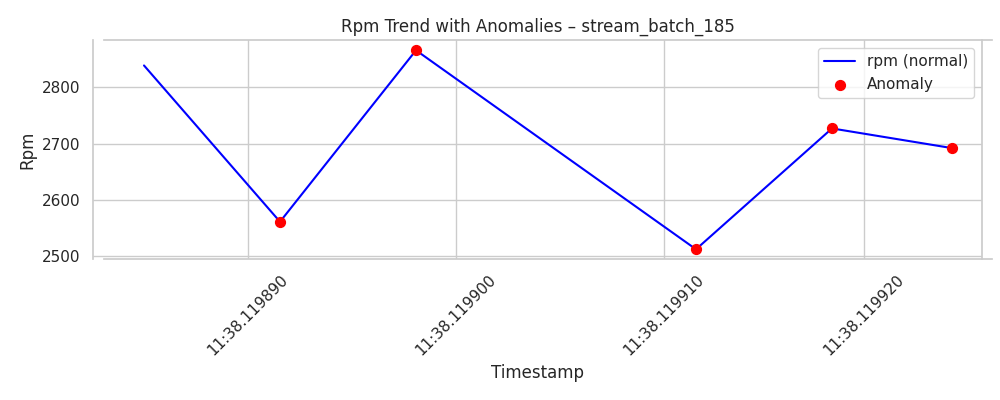 Rpm Trend with Anomalies – stream_batch_185
rpm (normal)
Anomaly
Rpm
2800
2700
2600
2500
11:38.119890
11:38.119900
11:38.119910
11:38.119920
Timestamp